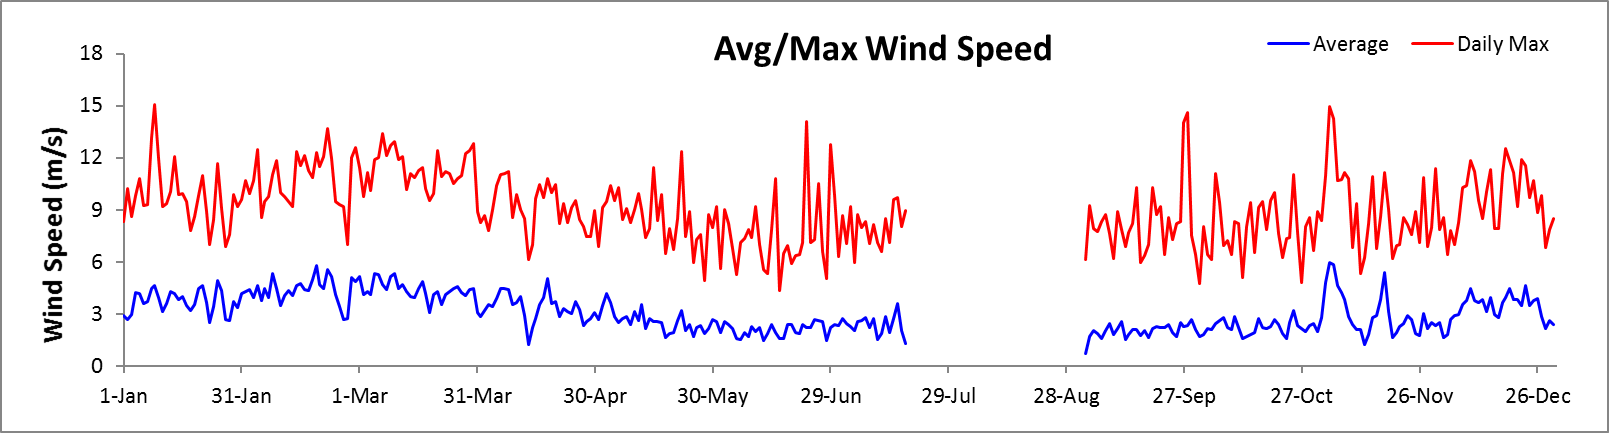 Avg/Max Wind Speed
Average
Daily Max
Wind Speed (m/s)
18
15
12
9
6
3
0
1-Jan 31-Jan 1-Mar 31-Mar 30-Apr 30-May 29-Jun 29-Jul 28-Aug 27-Sep 27-Oct 26-Nov 26-Dec